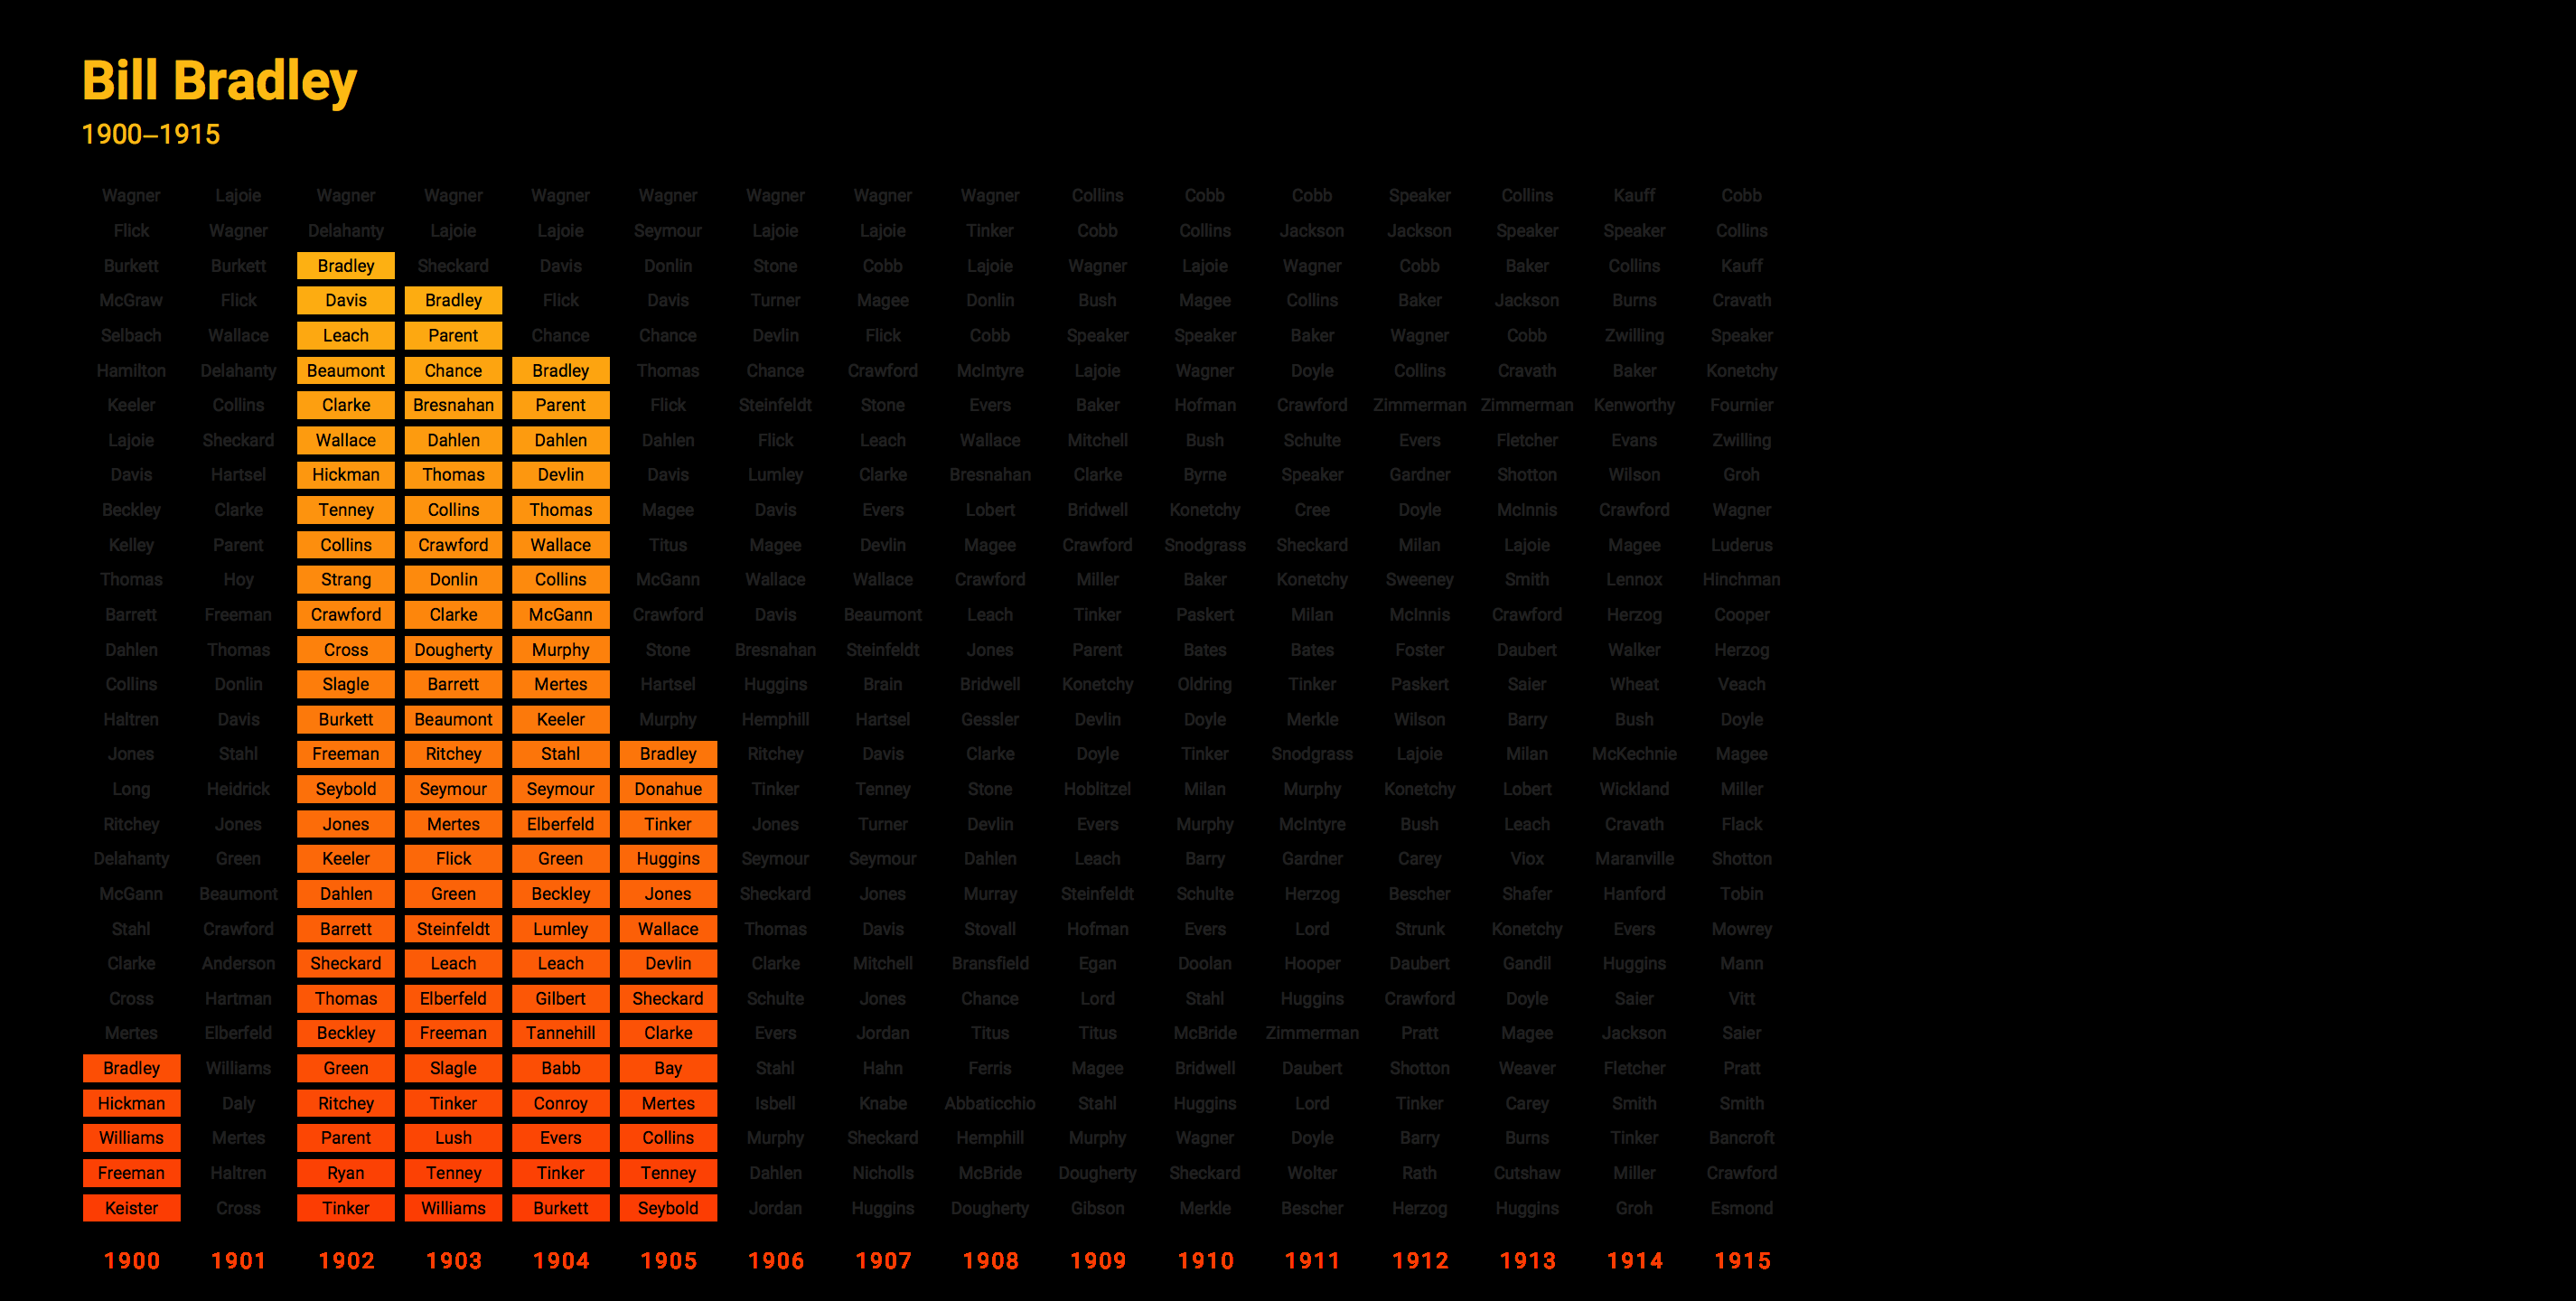 Bill Bradley
1900–1915
Wagner Lajoie Wagner Wagner Wagner Wagner Wagner Wagner Wagner Collins Cobb Cobb Speaker Collins Kauff Cobb
Flick Wagner Delahanty Lajoie Lajoie Seymour Lajoie Lajoie Tinker Cobb Collins Jackson Jackson Speaker Speaker Collins
Burkett Burkett Bradley Sheckard Davis Donlin Stone Cobb Lajoie Wagner Lajoie Wagner Cobb Baker Collins Kauff
McGraw Flick Davis Bradley Flick Davis Turner Magee Donlin Bush Magee Collins Baker Jackson Burns Cravath
Selbach Wallace Leach Parent Chance Chance Devlin Flick Cobb Speaker Speaker Baker Wagner Cobb Zwilling Speaker
Hamilton Delahanty Beaumont Chance Bradley Thomas Chance Crawford McIntyre Lajoie Wagner Doyle Collins Cravath Baker Konetchy
Keeler Collins Clarke Bresnahan Parent Flick Steinfeldt Stone Evers Baker Hofman Crawford Zimmerman Zimmerman Kenworthy Fournier
Lajoie Sheckard Wallace Dahlen Dahlen Dahlen Flick Leach Wallace Mitchell Bush Schulte Evers Fletcher Evans Zwilling
Davis Hartsel Hickman Thomas Devlin Davis Lumley Clarke Bresnahan Clarke Byrne Speaker Gardner Shotton Wilson Groh
Beckley Clarke Tenney Collins Thomas Magee Davis Evers Lobert Bridwell Konetchy Cree Doyle McInnis Crawford Wagner
Kelley Parent Collins Crawford Wallace Titus Magee Devlin Magee Crawford Snodgrass Sheckard Milan Lajoie Magee Luderus
Thomas Hoy Strang Donlin Collins McGann Wallace Wallace Crawford Miller Baker Konetchy Sweeney Smith Lennox Hinchman
Barrett Freeman Crawford Clarke McGann Crawford Davis Beaumont Leach Tinker Paskert Milan McInnis Crawford Herzog Cooper
Dahlen Thomas Cross Dougherty Murphy Stone Bresnahan Steinfeldt Jones Parent Bates Bates Foster Daubert Walker Herzog
Collins Donlin Slagle Barrett Mertes Hartsel Huggins Brain Bridwell Konetchy Oldring Tinker Paskert Saier Wheat Veach
Haltren Davis Burkett Beaumont Keeler Murphy Hemphill Hartsel Gessler Devlin Doyle Merkle Wilson Barry Bush Doyle
Jones Stahl Freeman Ritchey Stahl Bradley Ritchey Davis Clarke Doyle Tinker Snodgrass Lajoie Milan McKechnie Magee
Long Heidrick Seybold Seymour Seymour Donahue Tinker Tenney Stone Hoblitzel Milan Murphy Konetchy Lobert Wickland Miller
Ritchey Jones Jones Mertes Elberfeld Tinker Jones Turner Devlin Evers Murphy McIntyre Bush Leach Cravath Flack
Delahanty Green Keeler Flick Green Huggins Seymour Seymour Dahlen Leach Barry Gardner Carey Viox Maranville Shotton
McGann Beaumont Dahlen Green Beckley Jones Sheckard Jones Murray Steinfeldt Schulte Herzog Bescher Shafer Hanford Tobin
Stahl Crawford Barrett Steinfeldt Lumley Wallace Thomas Davis Stovall Hofman Evers Lord Strunk Konetchy Evers Mowrey
Clarke Anderson Sheckard Leach Leach Devlin Clarke Mitchell Bransfield Egan Doolan Hooper Daubert Gandil Huggins Mann
Cross Hartman Thomas Elberfeld Gilbert Sheckard Schulte Jones Chance Lord Stahl Huggins Crawford Doyle Saier Vitt
Mertes Elberfeld Beckley Freeman Tannehill Clarke Evers Jordan Titus Titus McBride Zimmerman Pratt Magee Jackson Saier
Bradley Williams Green Slagle Babb Bay Stahl Hahn Ferris Magee Bridwell Daubert Shotton Weaver Fletcher Pratt
Hickman Daly Ritchey Tinker Conroy Mertes Isbell Knabe Abbaticchio Stahl Huggins Lord Tinker Carey Smith Smith
Williams Mertes Parent Lush Evers Collins Murphy Sheckard Hemphill Murphy Wagner Doyle Barry Burns Tinker Bancroft
Freeman Haltren Ryan Tenney Tinker Tenney Dahlen Nicholls McBride Dougherty Sheckard Wolter Rath Cutshaw Miller Crawford
Keister Cross Tinker Williams Burkett Seybold Jordan Huggins Dougherty Gibson Merkle Bescher Herzog Huggins Groh Esmond
1900 1901 1902 1903 1904 1905 1906 1907 1908 1909 1910 1911 1912 1913 1914 1915